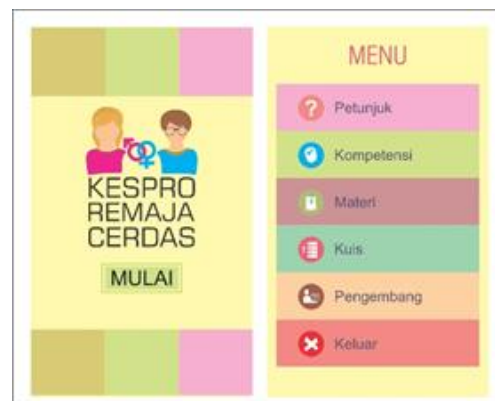 KESPRO
REMAJA
CERDAS
MULAI
MENU
Petunjuk
Kompetensi
Materi
Kuis
Pengembang
Keluar